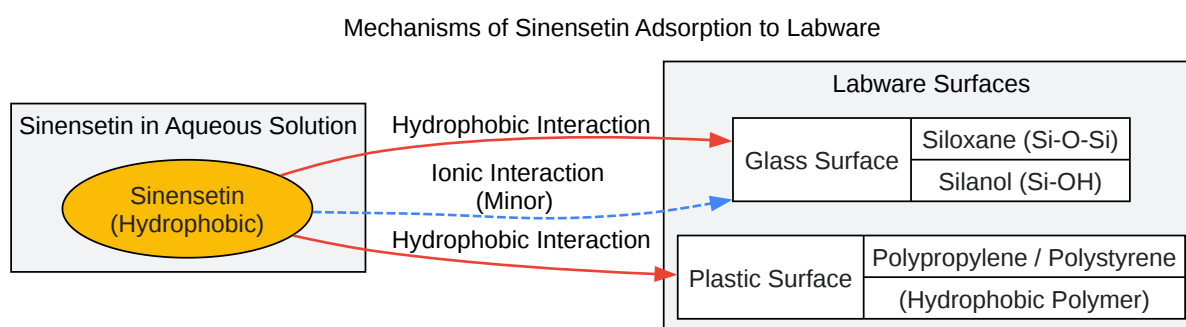 Mechanisms of Sinensetin Adsorption to Labware
Sinensetin in Aqueous Solution
Sinensetin
(Hydrophobic)
Hydrophobic Interaction
Ionic Interaction
(Minor)
Hydrophobic Interaction
Labware Surfaces
Glass Surface
Siloxane (Si-O-Si)
Silanol (Si-OH)
Plastic Surface
Polypropylene / Polystyrene
(Hydrophobic Polymer)